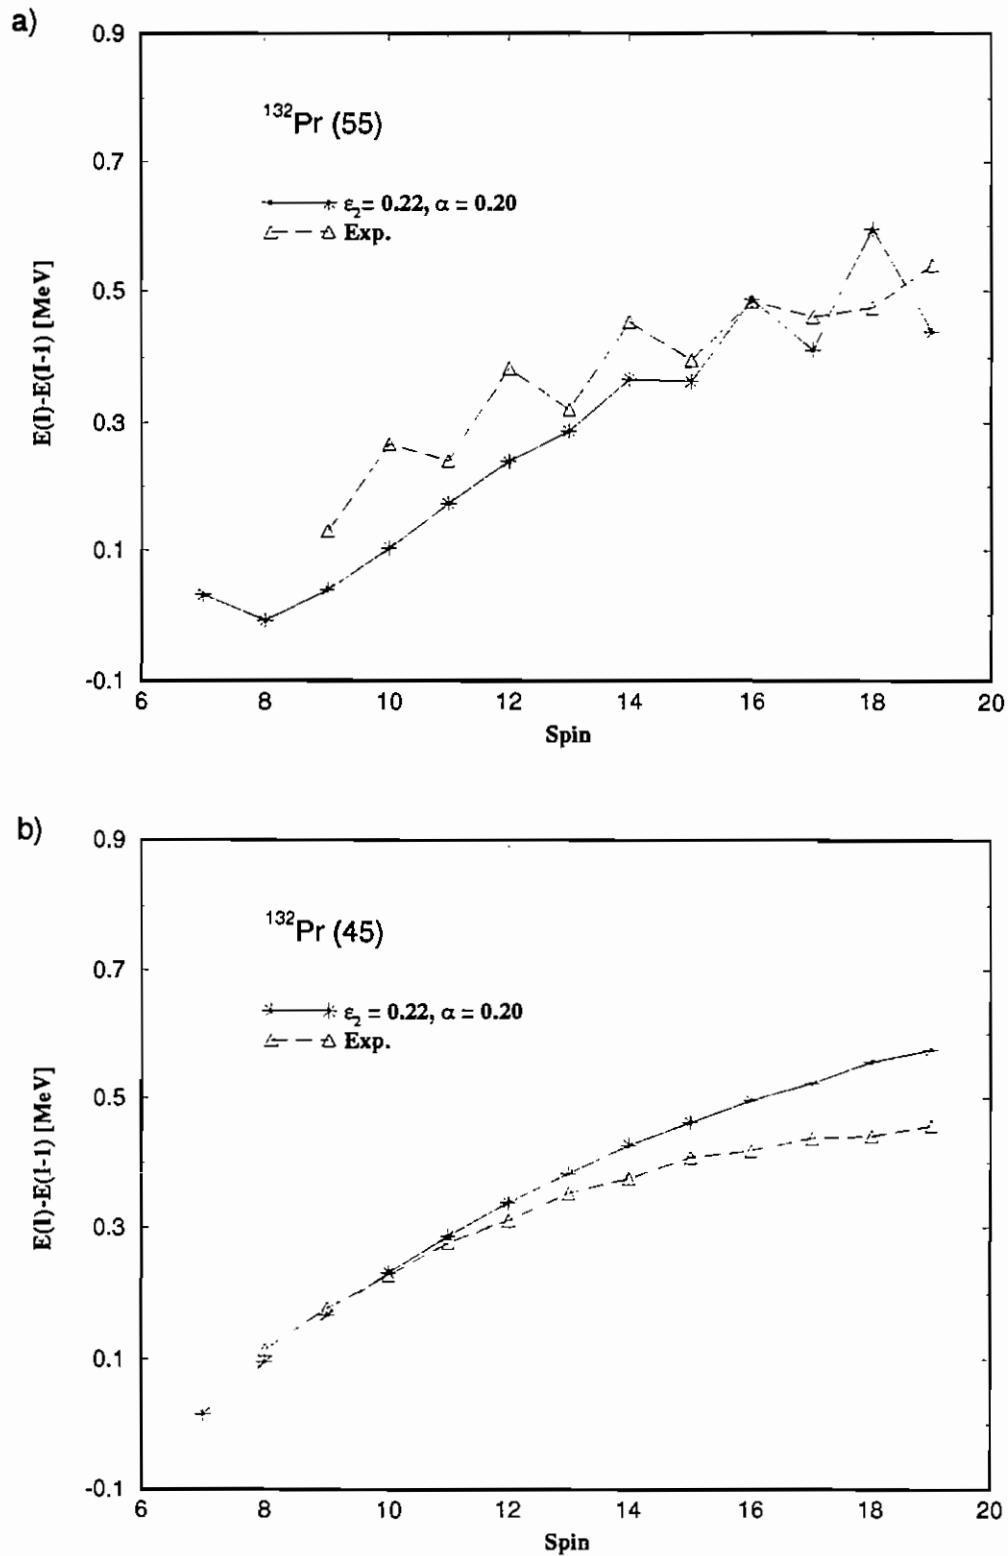 a)
0.9
0.7
0.5
0.3
0.1
-0.1
E(I)-E(I-1) [MeV]
¹³²Pr (55)
ε₂= 0.22, α = 0.20
Exp.
6 8 10 12 14 16 18 20
Spin
b)
0.9
0.7
0.5
0.3
0.1
-0.1
E(I)-E(I-1) [MeV]
¹³²Pr (45)
ε₂ = 0.22, α = 0.20
Exp.
6 8 10 12 14 16 18 20
Spin